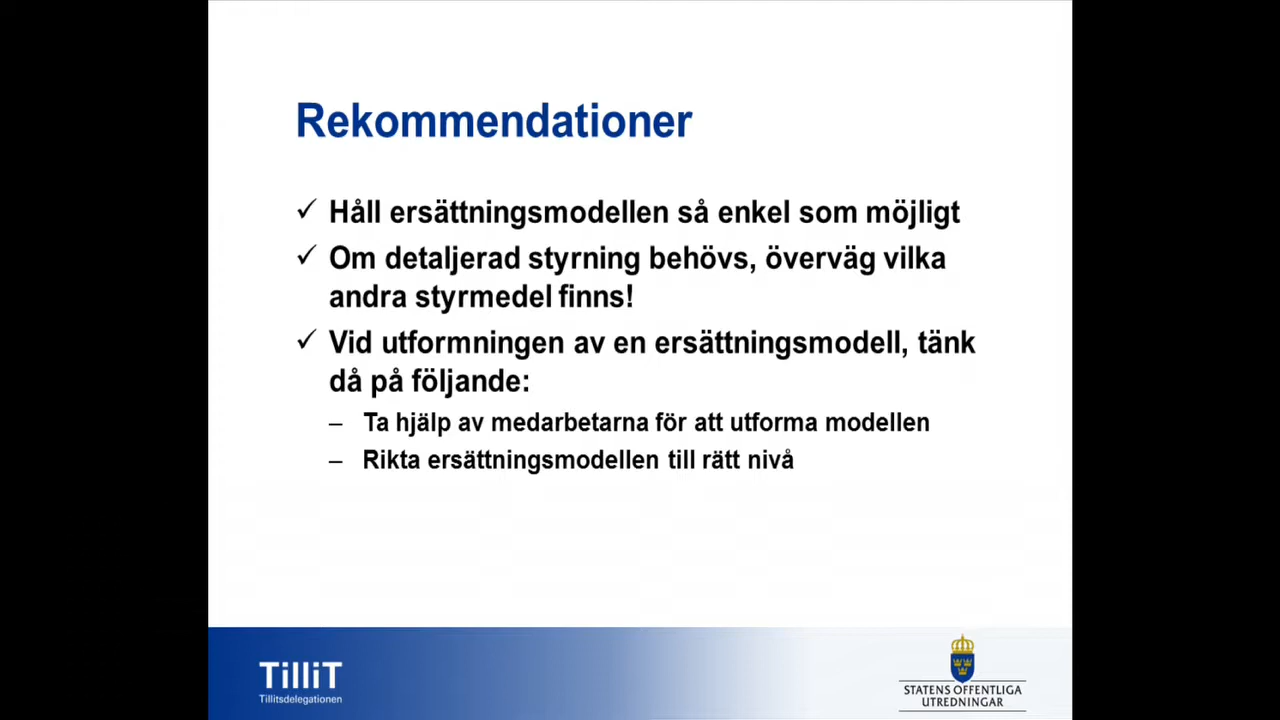 Rekommendationer
✓ Håll ersättningsmodellen så enkel som möjligt
✓ Om detaljerad styrning behövs, överväg vilka
andra styrmedel finns!
✓ Vid utformningen av en ersättningsmodell, tänk
då på följande:
– Ta hjälp av medarbetarna för att utforma modellen
– Rikta ersättningsmodellen till rätt nivå
TilliT
Tillitsdelegationen
STATENS OFFENTLIGA
UTREDNINGAR